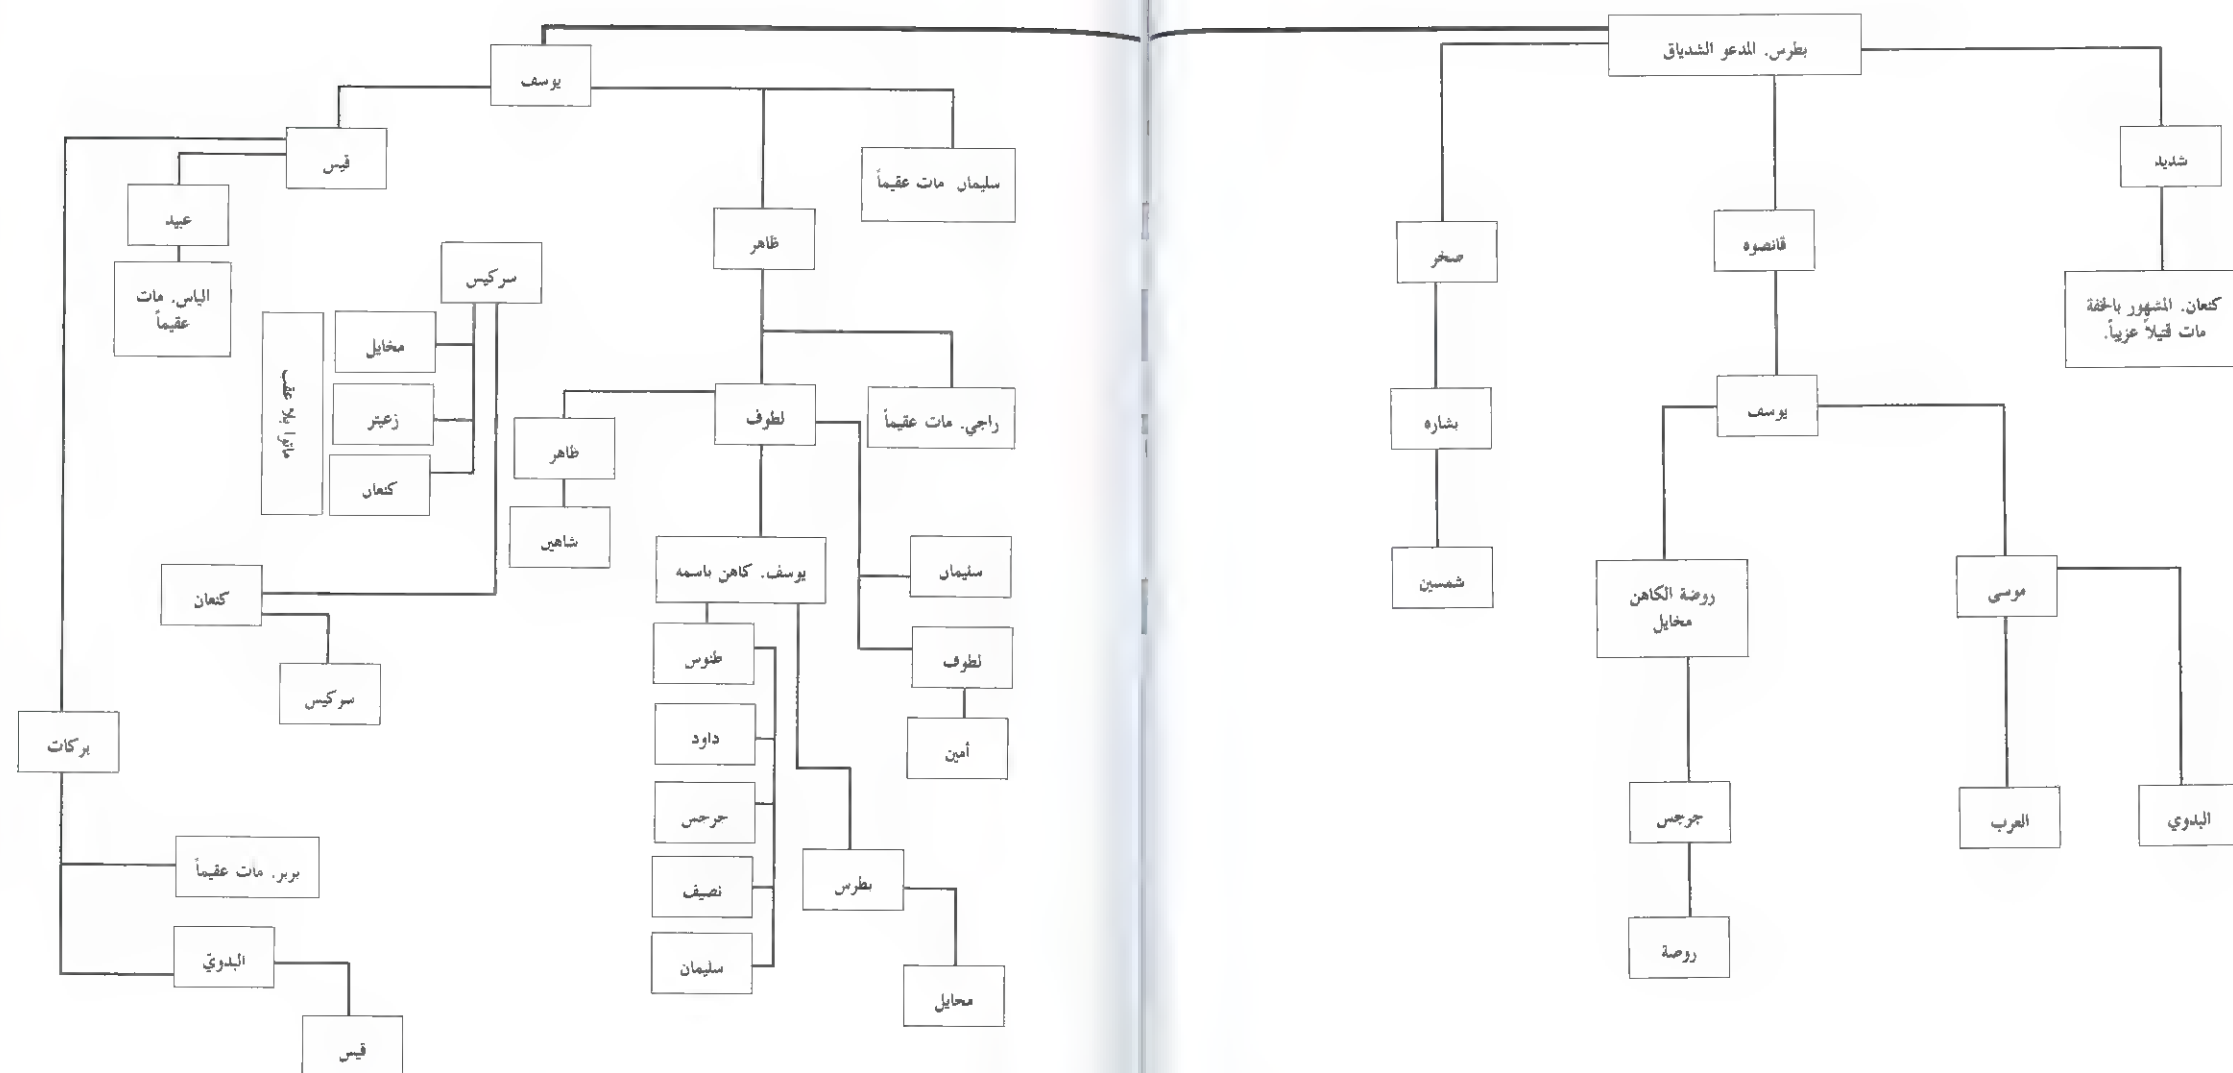 بطرس. المدعو الشدياق
شديد
كنعان. المشهور بالخفة
مات قتيلاً عزيباً.
قانصوه
يوسف
موسى
البدوي
العرب
روضة الكاهن
مخايل
جرجس
روضة
صخر
بشاره
شمسين
يوسف
سليمان مات عقيماً
ظاهر
راجي. مات عقيماً
لطوف
سليمان
لطوف
أمين
يوسف. كاهن باسمه
طنوس
داود
جرجس
نصيف
سليمان
بطرس
مخايل
ظاهر
شاهين
قيس
عبيد
الياس. مات
عقيماً
سركيس
مخايل
زعيتر
كنعان
ماتوا بلا عقب
كنعان
سركيس
بركات
بربر. مات عقيماً
البدويّ
قيس